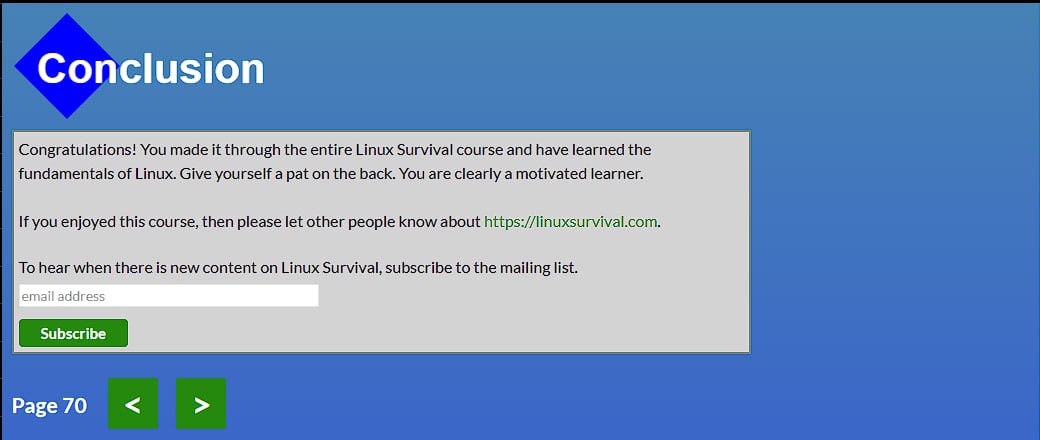 Conclusion
Congratulations! You made it through the entire Linux Survival course and have learned the
fundamentals of Linux. Give yourself a pat on the back. You are clearly a motivated learner.
If you enjoyed this course, then please let other people know about https://linuxsurvival.com.
To hear when there is new content on Linux Survival, subscribe to the mailing list.
email address
Subscribe
Page 70 < >